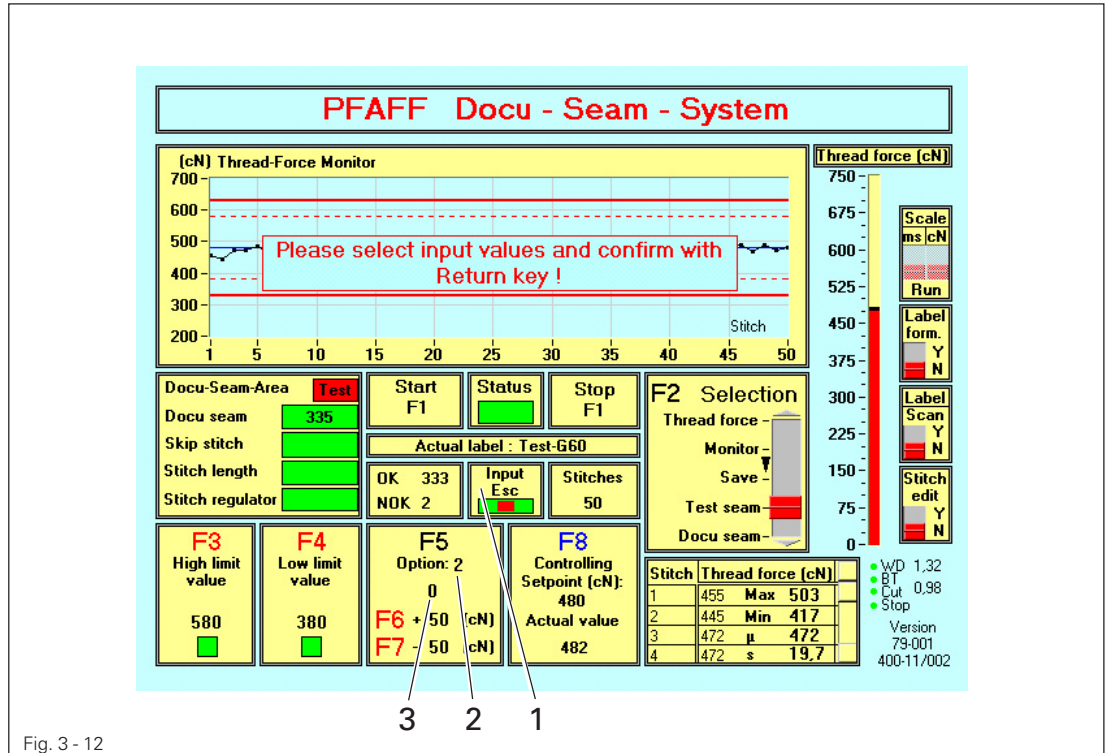 PFAFF Docu - Seam - System
(cN) Thread-Force Monitor
700
600
500
400
300
200
Please select input values and confirm with
Return key !
Stitch
1 5 10 15 20 25 30 35 40 45 50
Thread force (cN)
750
675
600
525
450
375
300
225
150
75
0
Scale
ms cN
Run
Label
form.
Y
N
Label
Scan
Y
N
Stitch
edit
Y
N
Docu-Seam-Area Test
Docu seam 335
Skip stitch
Stitch length
Stitch regulator
Start
F1
Status
Stop
F1
Actual label : Test-G60
OK 333
NOK 2
Input
Esc
Stitches
50
F2 Selection
Thread force
Monitor
Save
Test seam
Docu seam
F3
High limit
value
580
F4
Low limit
value
380
F5
Option: 2
0
F6 + 50 (cN)
F7 - 50 (cN)
F8
Controlling
Setpoint (cN):
480
Actual value
482
Stitch Thread force (cN)
1 455 Max 503
2 445 Min 417
3 472 µ 472
4 472 s 19,7
WD 1,32
BT
Cut 0,98
Stop
Version
79-001
400-11/002
3 2 1
Fig. 3 - 12